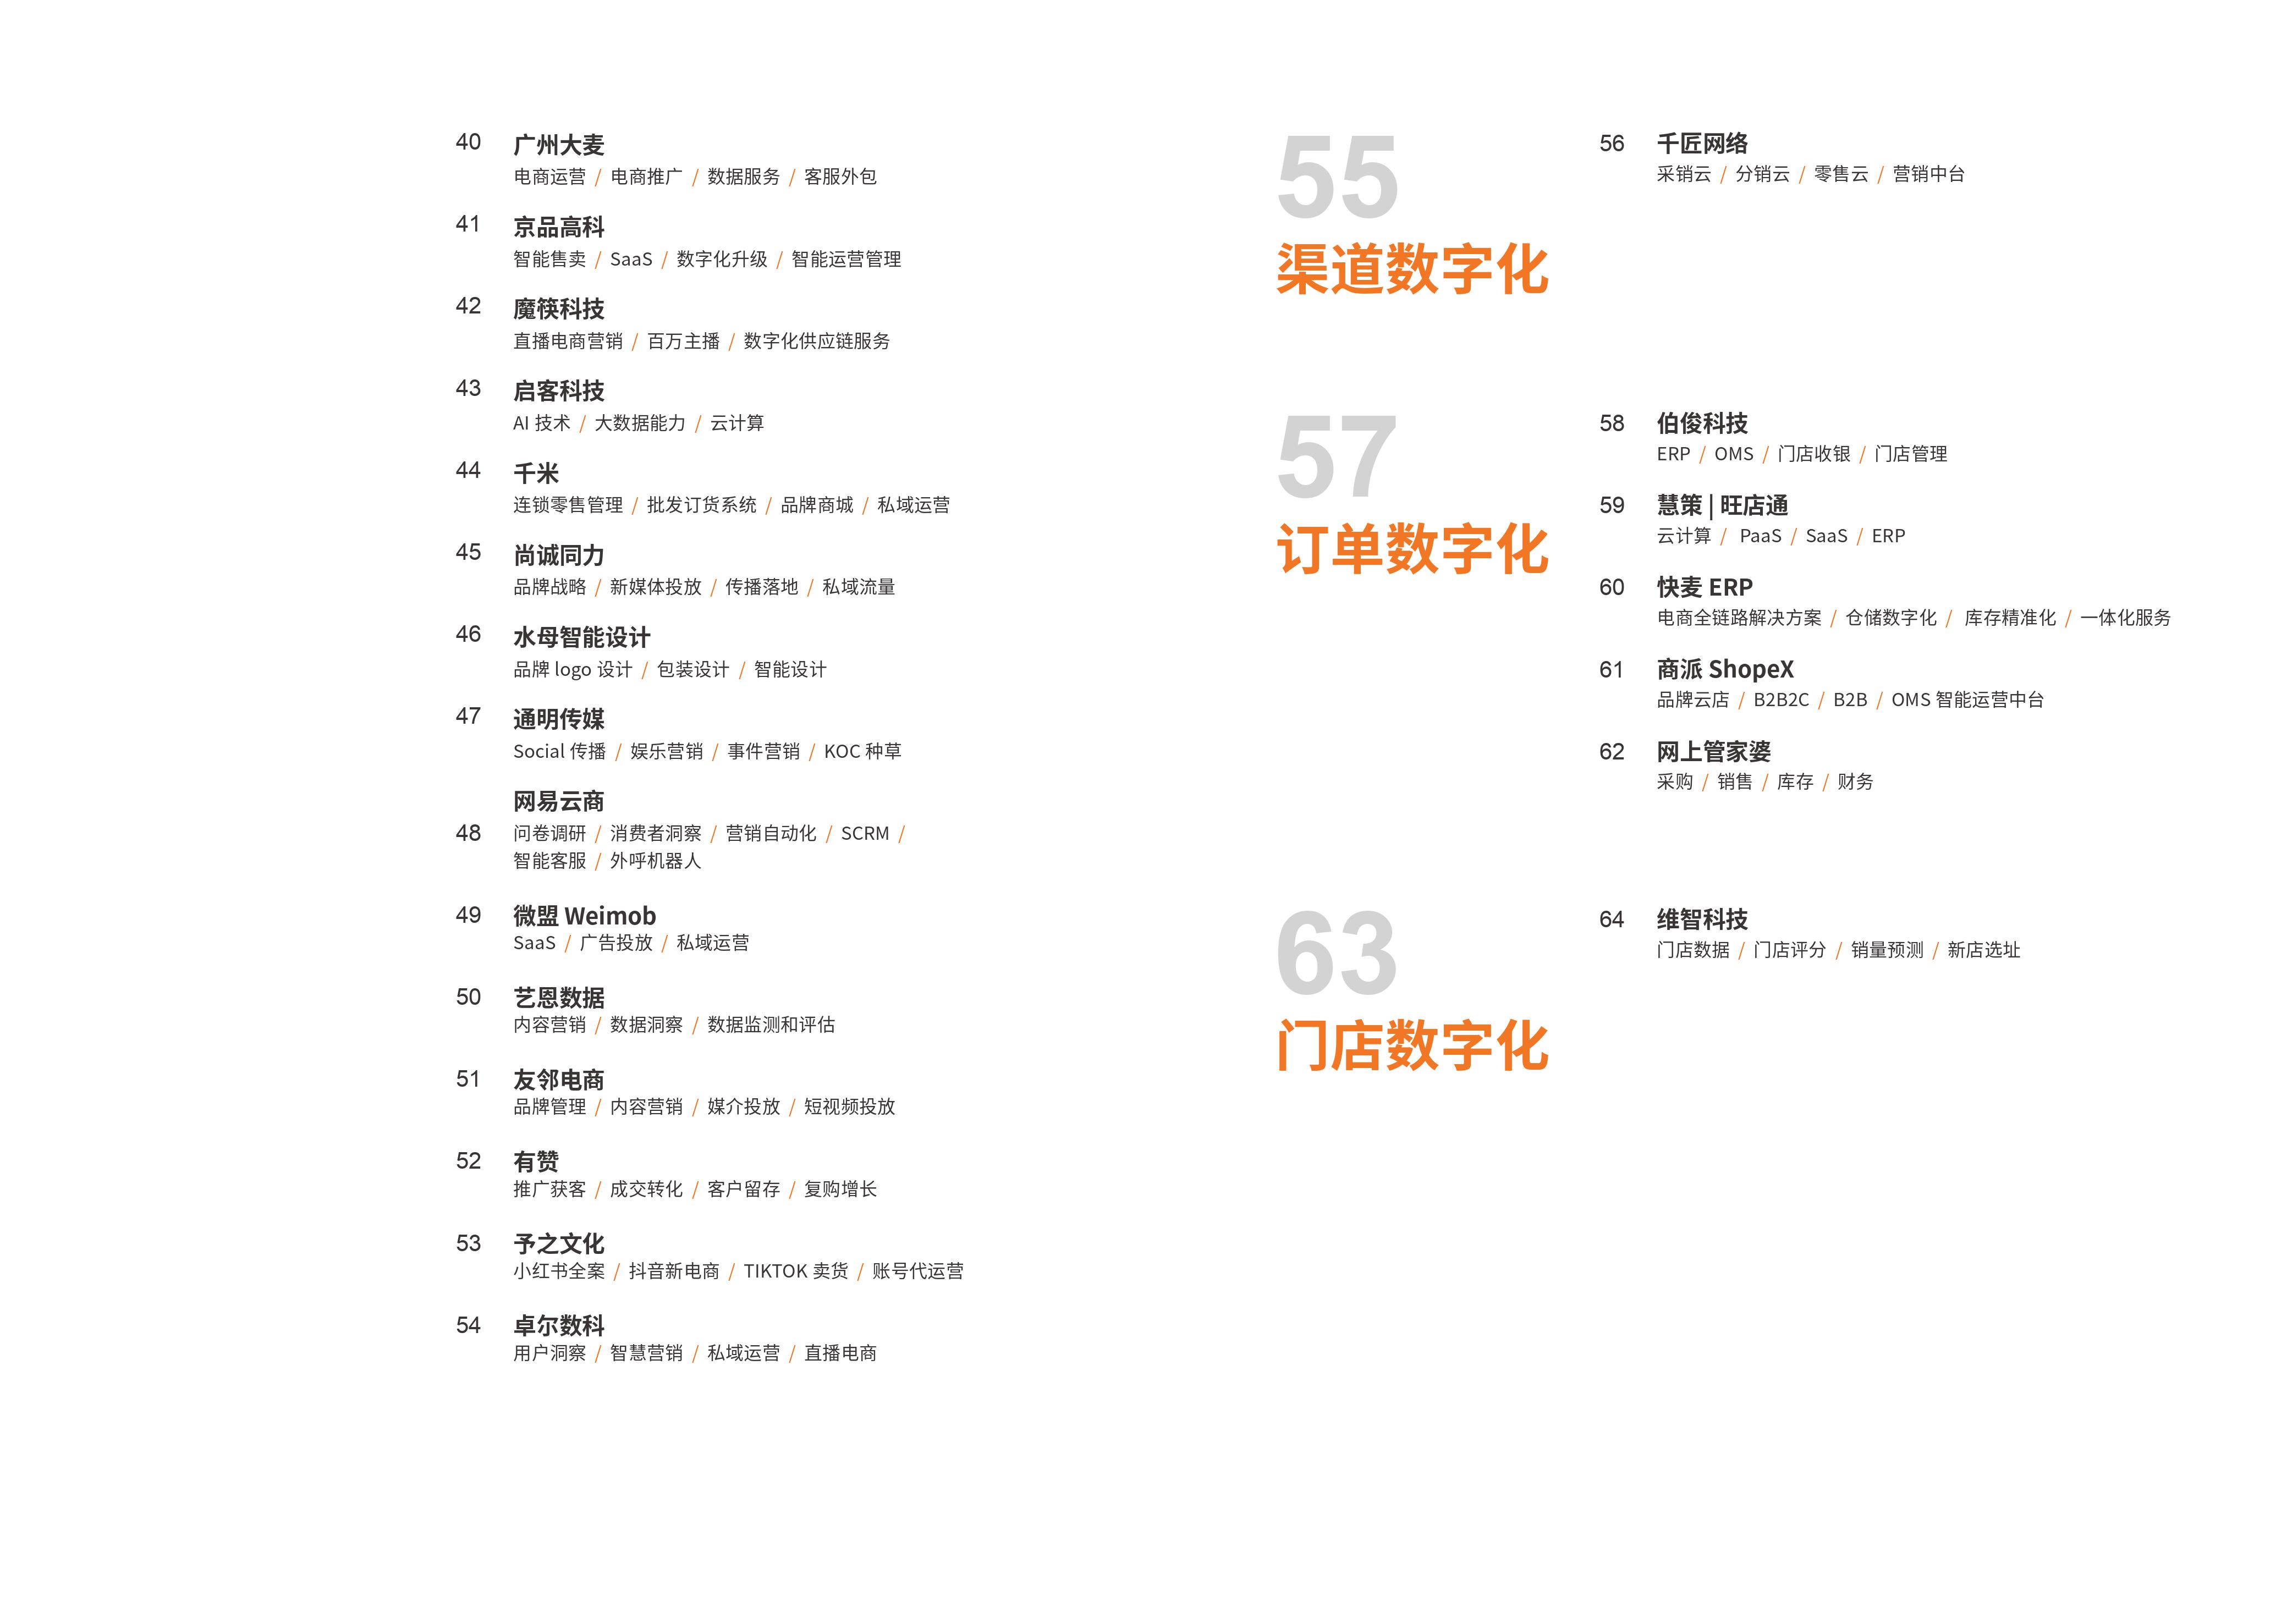 40 广州大麦
电商运营 / 电商推广 / 数据服务 / 客服外包
41 京品高科
智能售卖 / SaaS / 数字化升级 / 智能运营管理
42 魔筷科技
直播电商营销 / 百万主播 / 数字化供应链服务
43 启客科技
AI 技术 / 大数据能力 / 云计算
44 千米
连锁零售管理 / 批发订货系统 / 品牌商城 / 私域运营
45 尚诚同力
品牌战略 / 新媒体投放 / 传播落地 / 私域流量
46 水母智能设计
品牌 logo 设计 / 包装设计 / 智能设计
47 通明传媒
Social 传播 / 娱乐营销 / 事件营销 / KOC 种草
网易云商
48 问卷调研 / 消费者洞察 / 营销自动化 / SCRM /
智能客服 / 外呼机器人
49 微盟 Weimob
SaaS / 广告投放 / 私域运营
50 艺恩数据
内容营销 / 数据洞察 / 数据监测和评估
51 友邻电商
品牌管理 / 内容营销 / 媒介投放 / 短视频投放
52 有赞
推广获客 / 成交转化 / 客户留存 / 复购增长
53 予之文化
小红书全案 / 抖音新电商 / TIKTOK 卖货 / 账号代运营
54 卓尔数科
用户洞察 / 智慧营销 / 私域运营 / 直播电商
55
渠道数字化
56 千匠网络
采销云 / 分销云 / 零售云 / 营销中台
57
订单数字化
58 伯俊科技
ERP / OMS / 门店收银 / 门店管理
59 慧策 | 旺店通
云计算 / PaaS / SaaS / ERP
60 快麦 ERP
电商全链路解决方案 / 仓储数字化 / 库存精准化 / 一体化服务
61 商派 ShopeX
品牌云店 / B2B2C / B2B / OMS 智能运营中台
62 网上管家婆
采购 / 销售 / 库存 / 财务
63
门店数字化
64 维智科技
门店数据 / 门店评分 / 销量预测 / 新店选址